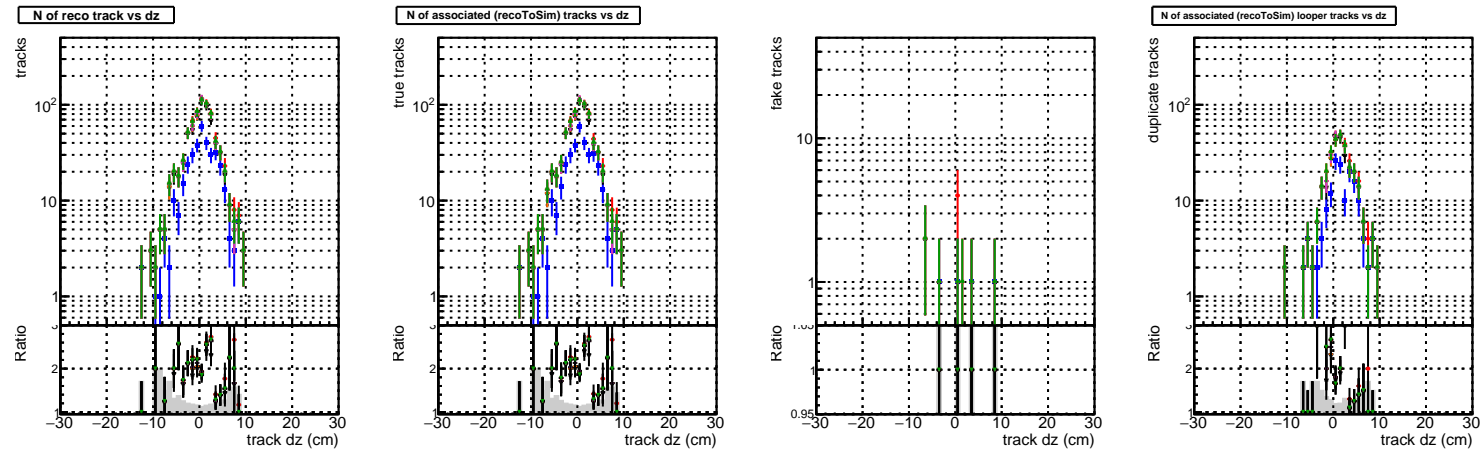 N of reco track vs dz
tracks
10²
10
1
Ratio
3
2
1
−30 −20 −10 0 10 20 30
track dz (cm)
N of associated (recoToSim) tracks vs dz
true tracks
10²
10
1
Ratio
3
2
1
−30 −20 −10 0 10 20 30
track dz (cm)
fake tracks
10
1
Ratio
1.05
1
0.95
−30 −20 −10 0 10 20 30
track dz (cm)
N of associated (recoToSim) looper tracks vs dz
duplicate tracks
10²
10
1
Ratio
3
2
1
−30 −20 −10 0 10 20 30
track dz (cm)